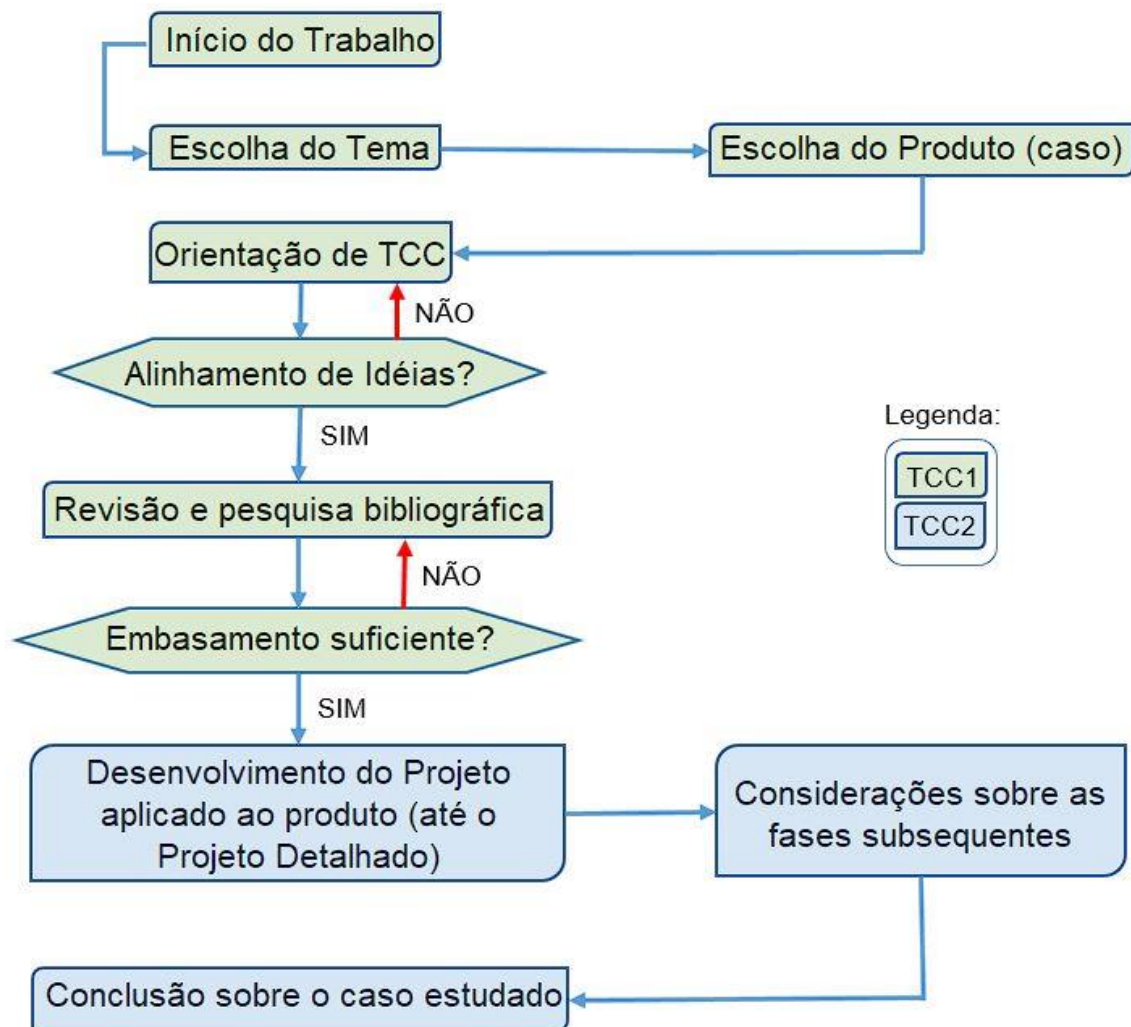 Início do Trabalho
Escolha do Tema
Escolha do Produto (caso)
Orientação de TCC
NÃO
Alinhamento de Idéias?
SIM
Legenda:
TCC1
TCC2
Revisão e pesquisa bibliográfica
NÃO
Embasamento suficiente?
SIM
Desenvolvimento do Projeto
aplicado ao produto (até o
Projeto Detalhado)
Considerações sobre as
fases subsequentes
Conclusão sobre o caso estudado